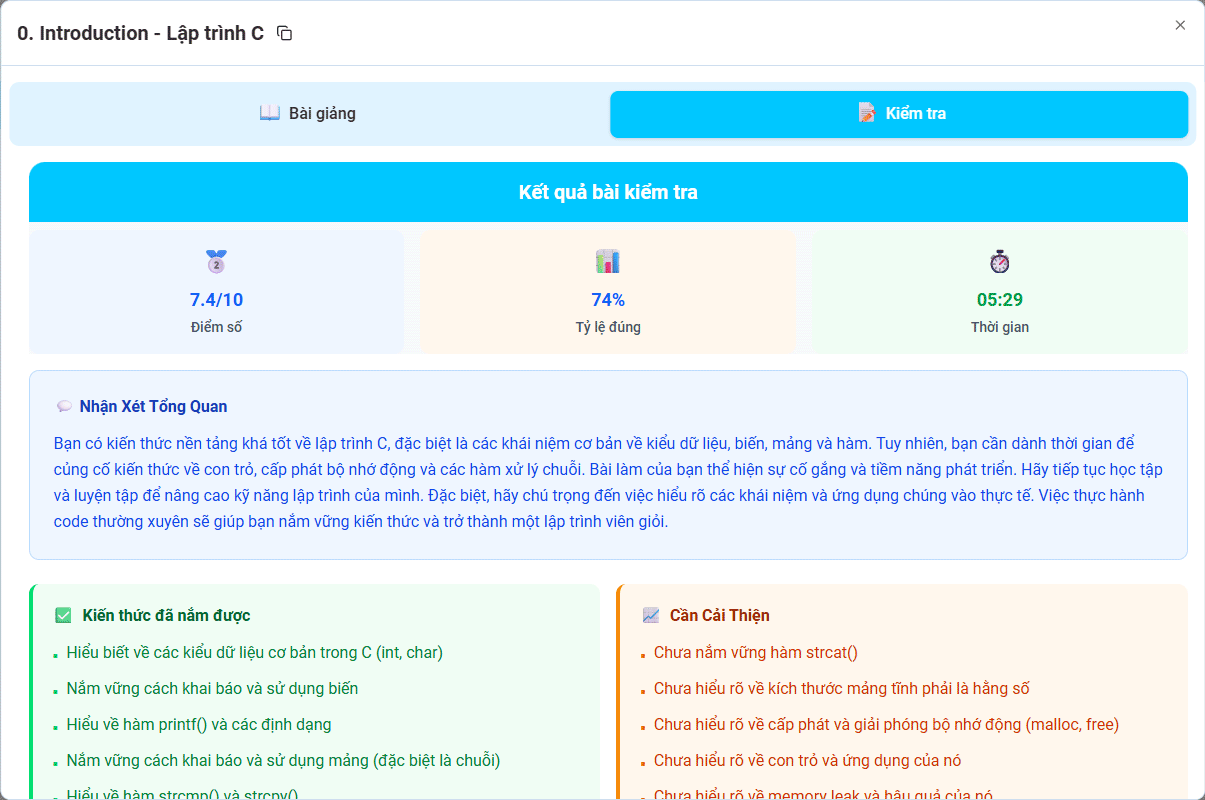 0. Introduction - Lập trình C
Bài giảng
Kiểm tra
Kết quả bài kiểm tra
2
7.4/10
Điểm số
74%
Tỷ lệ đúng
05:29
Thời gian
Nhận Xét Tổng Quan
Bạn có kiến thức nền tảng khá tốt về lập trình C, đặc biệt là các khái niệm cơ bản về kiểu dữ liệu, biến, mảng và hàm. Tuy nhiên, bạn cần dành thời gian để
củng cố kiến thức về con trỏ, cấp phát bộ nhớ động và các hàm xử lý chuỗi. Bài làm của bạn thể hiện sự cố gắng và tiềm năng phát triển. Hãy tiếp tục học tập
và luyện tập để nâng cao kỹ năng lập trình của mình. Đặc biệt, hãy chú trọng đến việc hiểu rõ các khái niệm và ứng dụng chúng vào thực tế. Việc thực hành
code thường xuyên sẽ giúp bạn nắm vững kiến thức và trở thành một lập trình viên giỏi.
Kiến thức đã nắm được
Hiểu biết về các kiểu dữ liệu cơ bản trong C (int, char)
Nắm vững cách khai báo và sử dụng biến
Hiểu về hàm printf() và các định dạng
Nắm vững cách khai báo và sử dụng mảng (đặc biệt là chuỗi)
Hiểu về hàm strcmp() và strcpy()
Cần Cải Thiện
Chưa nắm vững hàm strcat()
Chưa hiểu rõ về kích thước mảng tĩnh phải là hằng số
Chưa hiểu rõ về cấp phát và giải phóng bộ nhớ động (malloc, free)
Chưa hiểu rõ về con trỏ và ứng dụng của nó
Chưa hiểu rõ về memory leak và hậu quả của nó